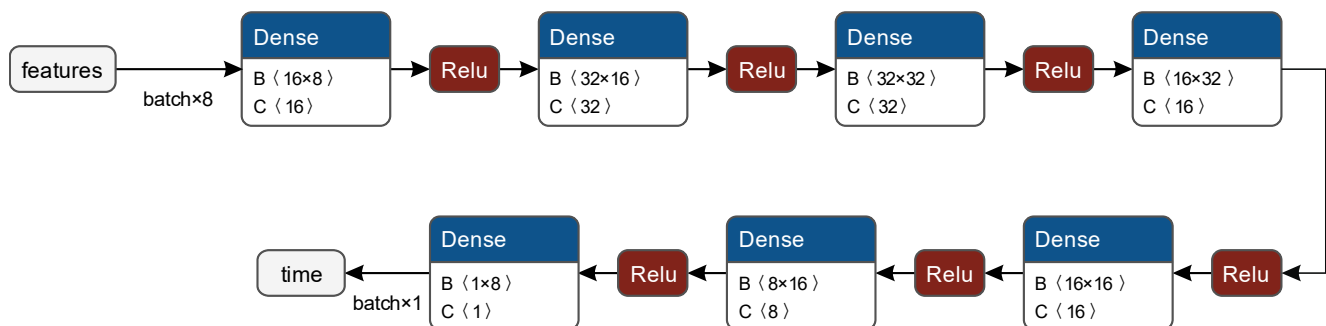 features
batch×8
Dense
B〈16×8〉
C〈16〉
Relu
Dense
B〈32×16〉
C〈32〉
Relu
Dense
B〈32×32〉
C〈32〉
Relu
Dense
B〈16×32〉
C〈16〉
Relu
Dense
B〈16×16〉
C〈16〉
Relu
Dense
B〈8×16〉
C〈8〉
Relu
Dense
B〈1×8〉
C〈1〉
batch×1
time